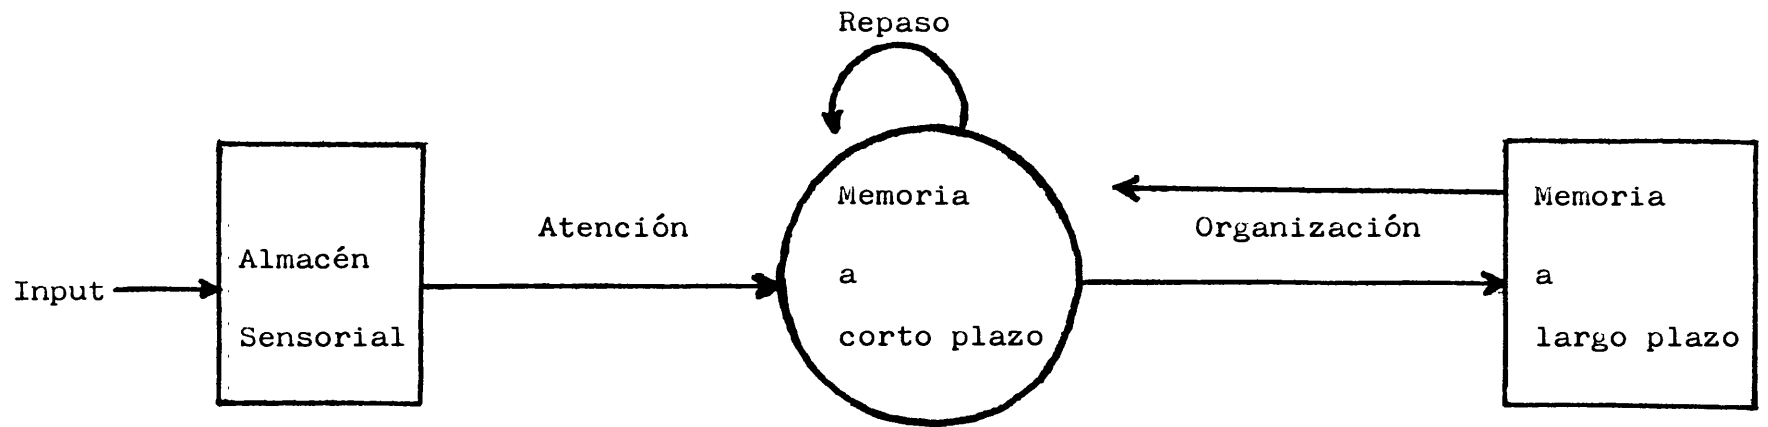 Repaso
Input
Almacén
Sensorial
Atención
Memoria
a
corto plazo
Organización
Memoria
a
largo plazo